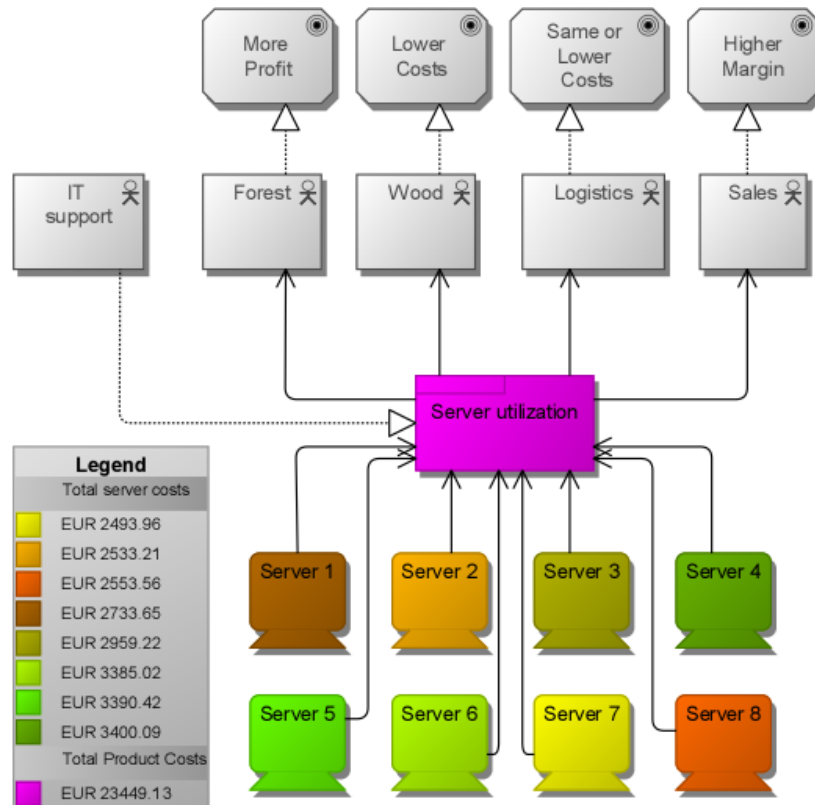 More
Profit
Lower
Costs
Same or
Lower
Costs
Higher
Margin
IT
support
Forest
Wood
Logistics
Sales
Server utilization
Legend
Total server costs
EUR 2493.96
EUR 2533.21
EUR 2553.56
EUR 2733.65
EUR 2959.22
EUR 3385.02
EUR 3390.42
EUR 3400.09
Total Product Costs
EUR 23449.13
Server 1
Server 2
Server 3
Server 4
Server 5
Server 6
Server 7
Server 8